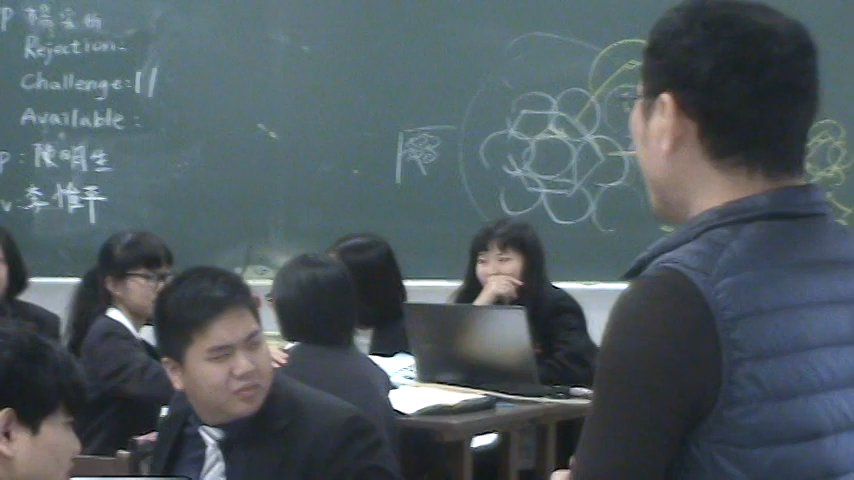 Rejection:
Challenge: 11
Available:
p: 陳明生
v. 李惟平